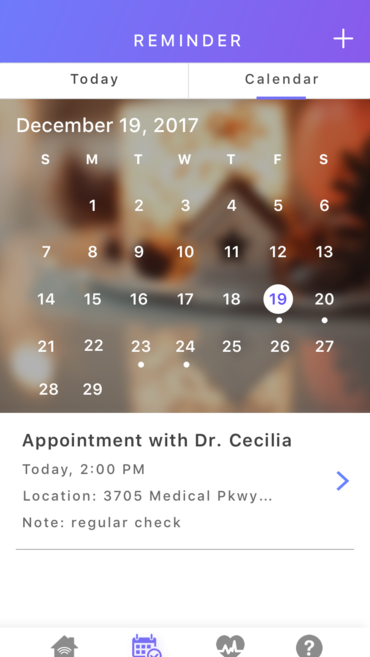 REMINDER
Today Calendar
December 19, 2017
S M T W T F S
1 2 3 4 5 6
7 8 9 10 11 12 13
14 15 16 17 18 19 20
21 22 23 24 25 26 27
28 29
Appointment with Dr. Cecilia
Today, 2:00 PM
Location: 3705 Medical Pkwy...
Note: regular check
?